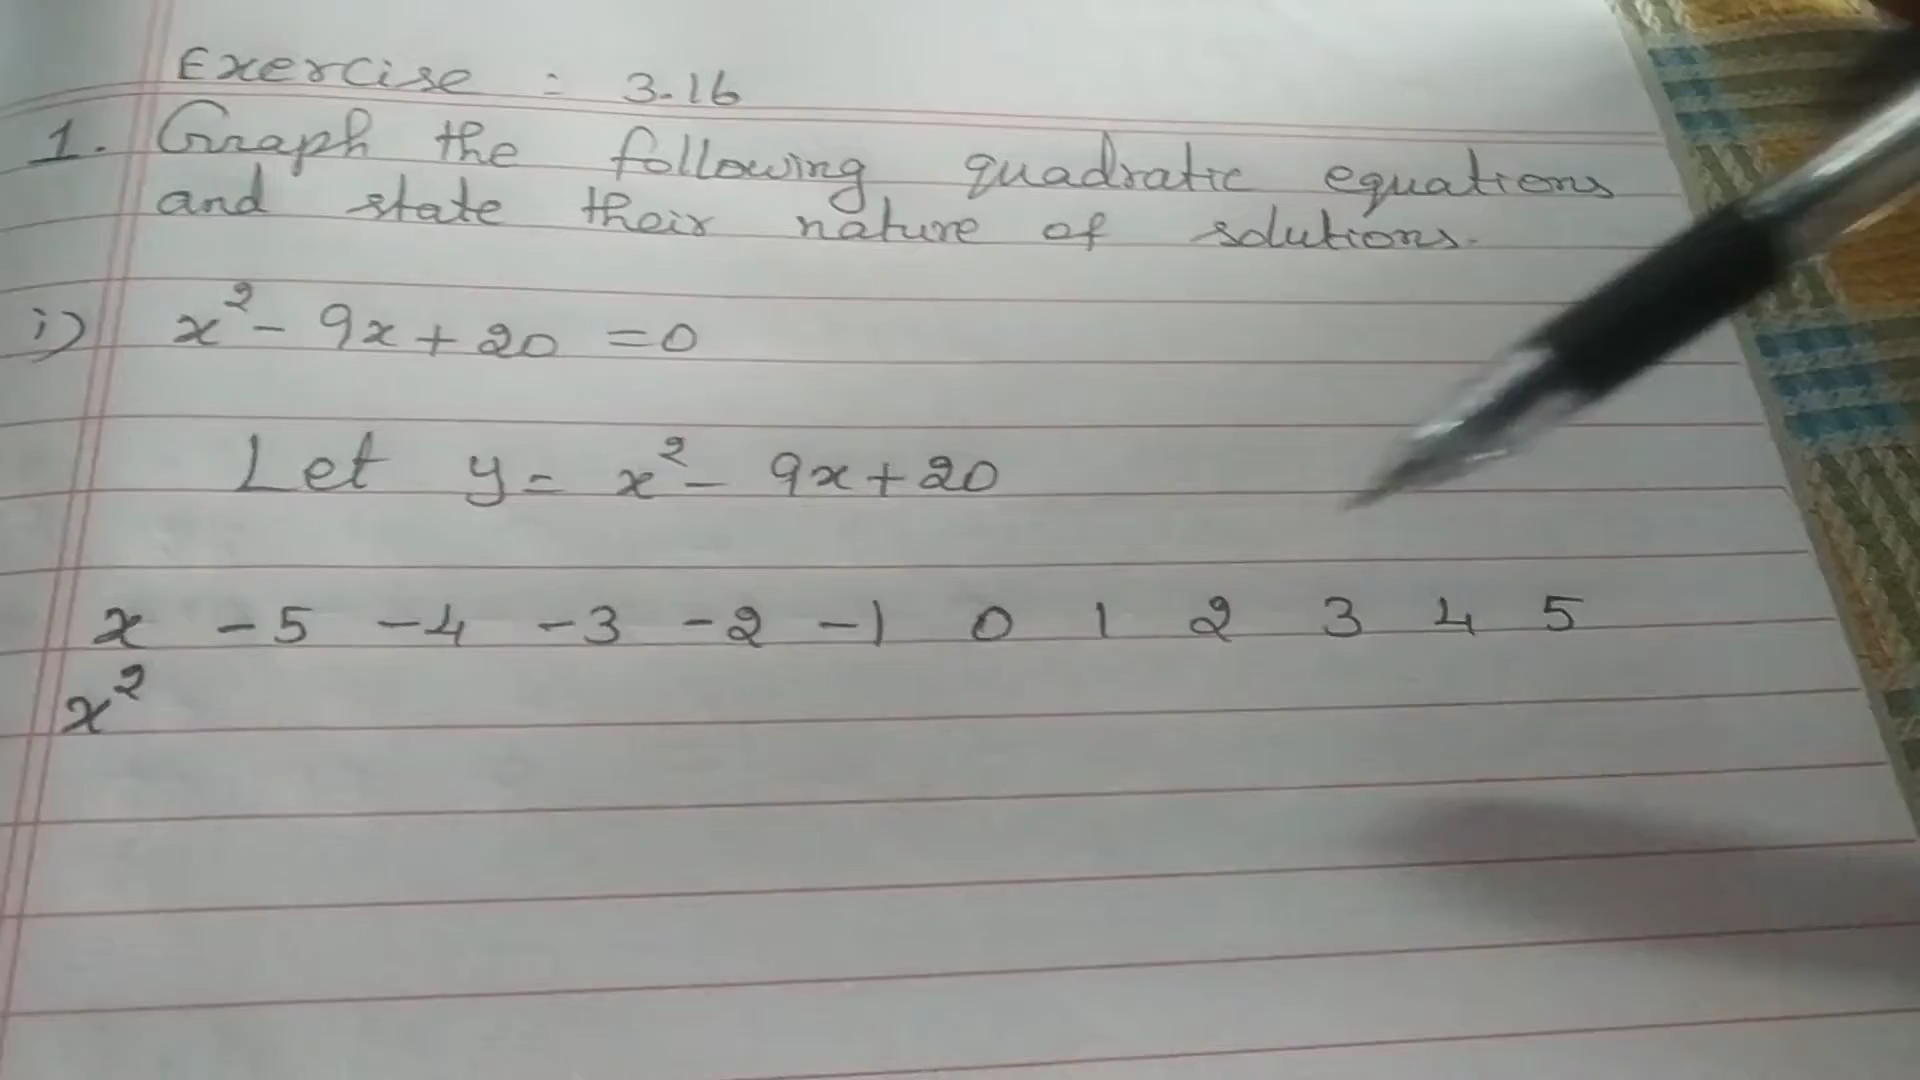 Exercise : 3.16
1. Graph the following quadratic equations
and state their nature of solutions.
i) x² - 9x + 20 = 0
Let y = x² - 9x + 20
x -5 -4 -3 -2 -1 0 1 2 3 4 5
x²